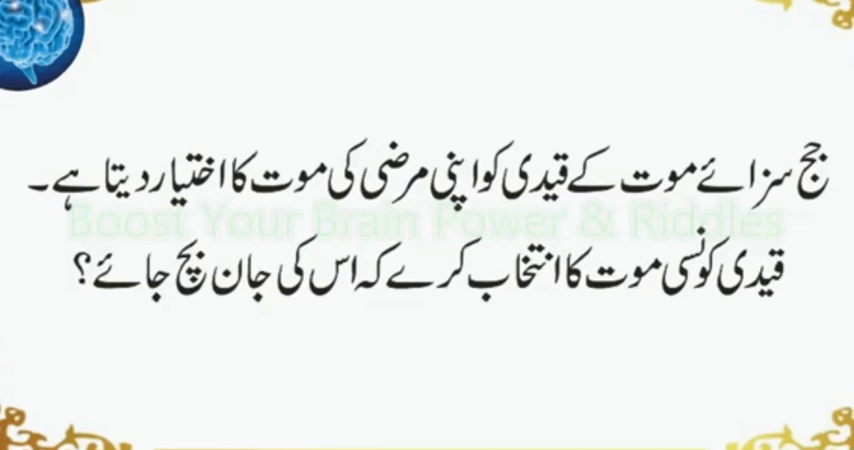 جج سزائے موت کے قیدی کو اپنی مرضی کی موت کا اختیار دیتا ہے۔
Boost Your Brain Power & Riddles
قیدی کونسی موت کا انتخاب کرے کہ اس کی جان بچ جائے؟